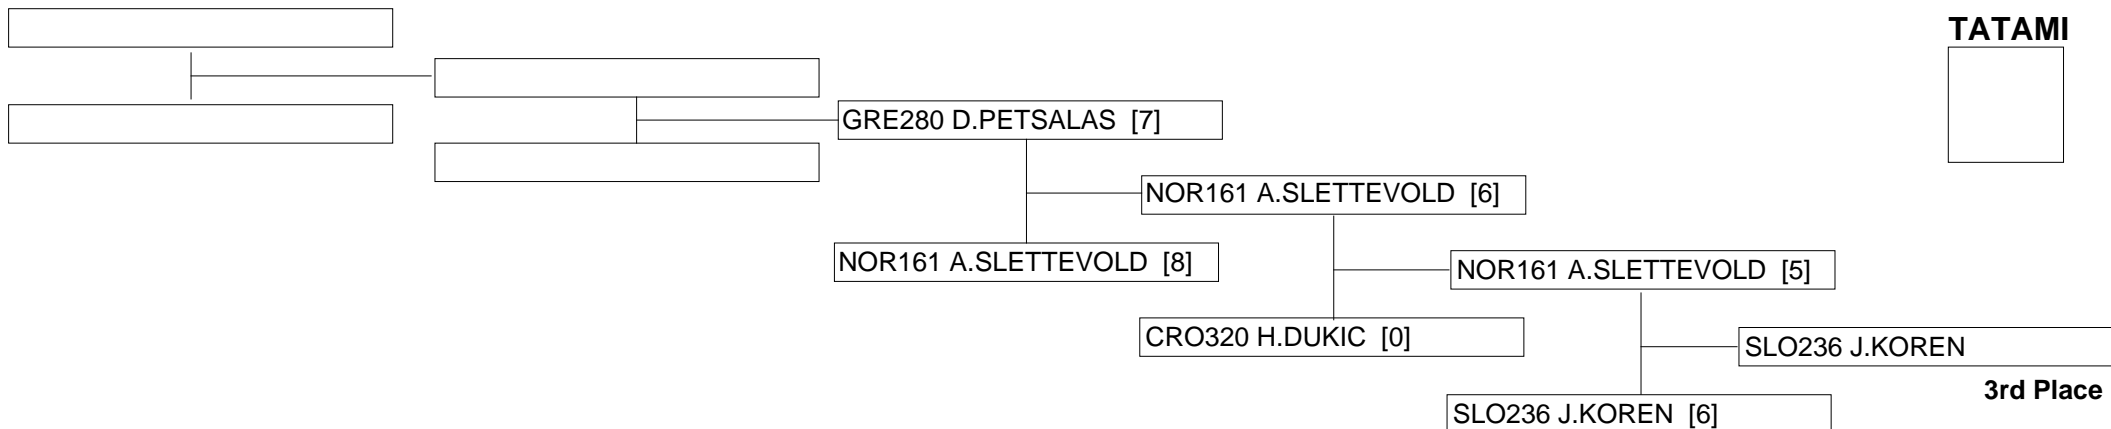 TATAMI
GRE280 D.PETSALAS [7]
NOR161 A.SLETTEVOLD [6]
NOR161 A.SLETTEVOLD [8]
NOR161 A.SLETTEVOLD [5]
CRO320 H.DUKIC [0]
SLO236 J.KOREN
3rd Place
SLO236 J.KOREN [6]